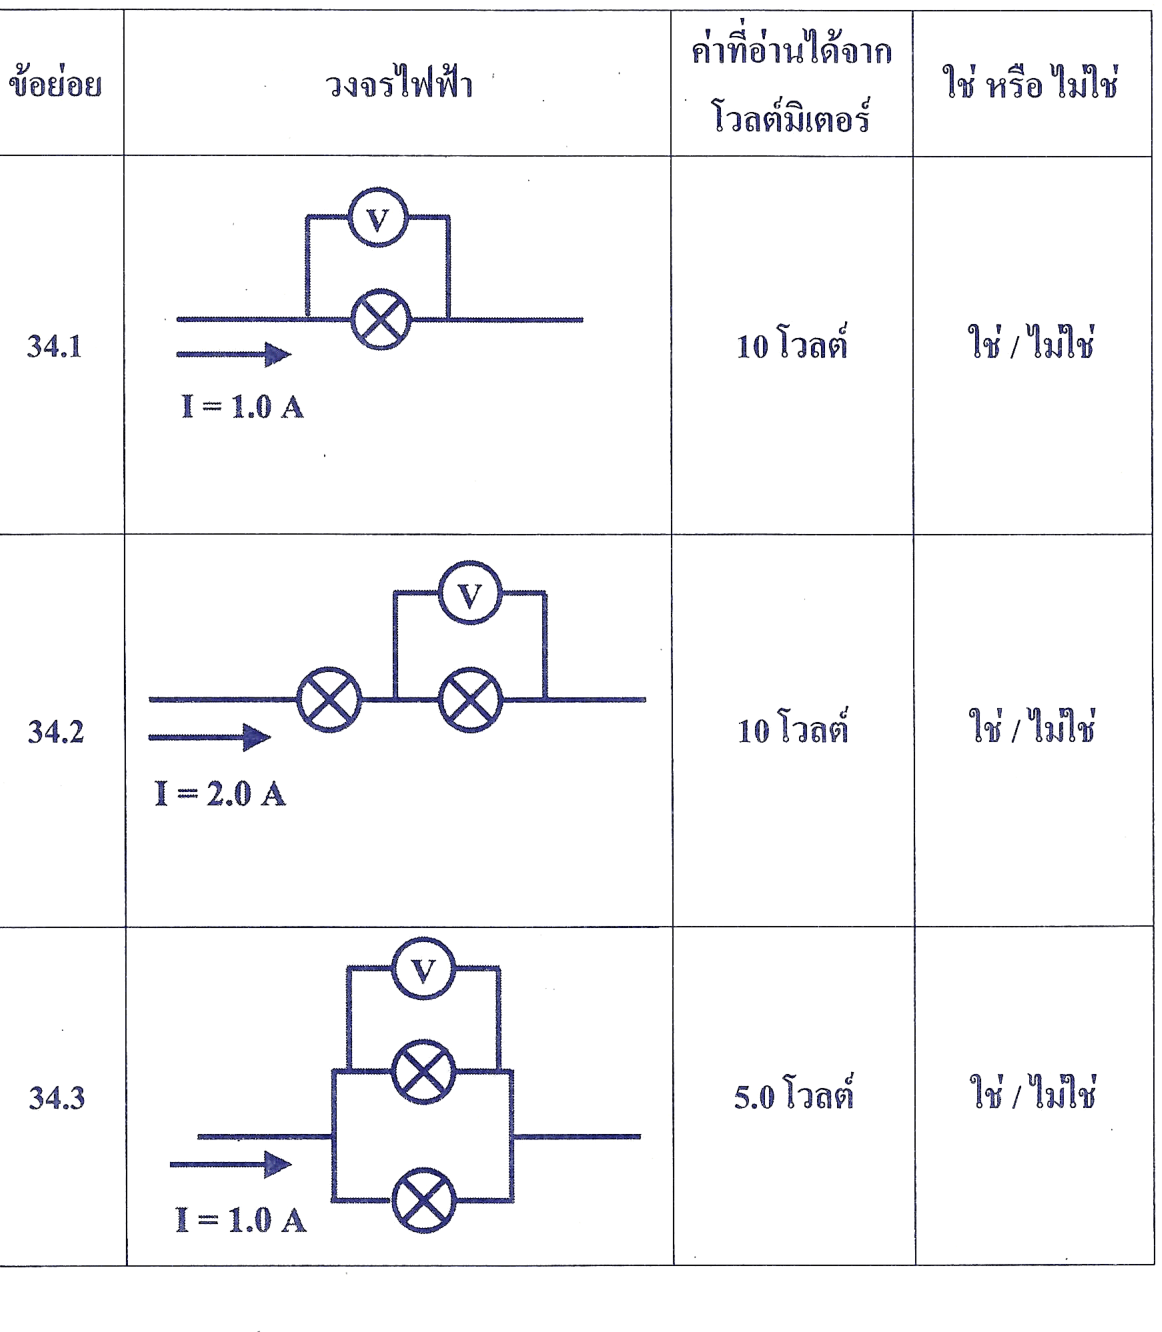 ข้อย่อย
วงจรไฟฟ้า
ค่าที่อ่านได้จาก
โวลต์มิเตอร์
ใช่ หรือ ไม่ใช่
34.1
V
I = 1.0 A
10 โวลต์
ใช่ / ไม่ใช่
34.2
V
I = 2.0 A
10 โวลต์
ใช่ / ไม่ใช่
34.3
V
I = 1.0 A
5.0 โวลต์
ใช่ / ไม่ใช่